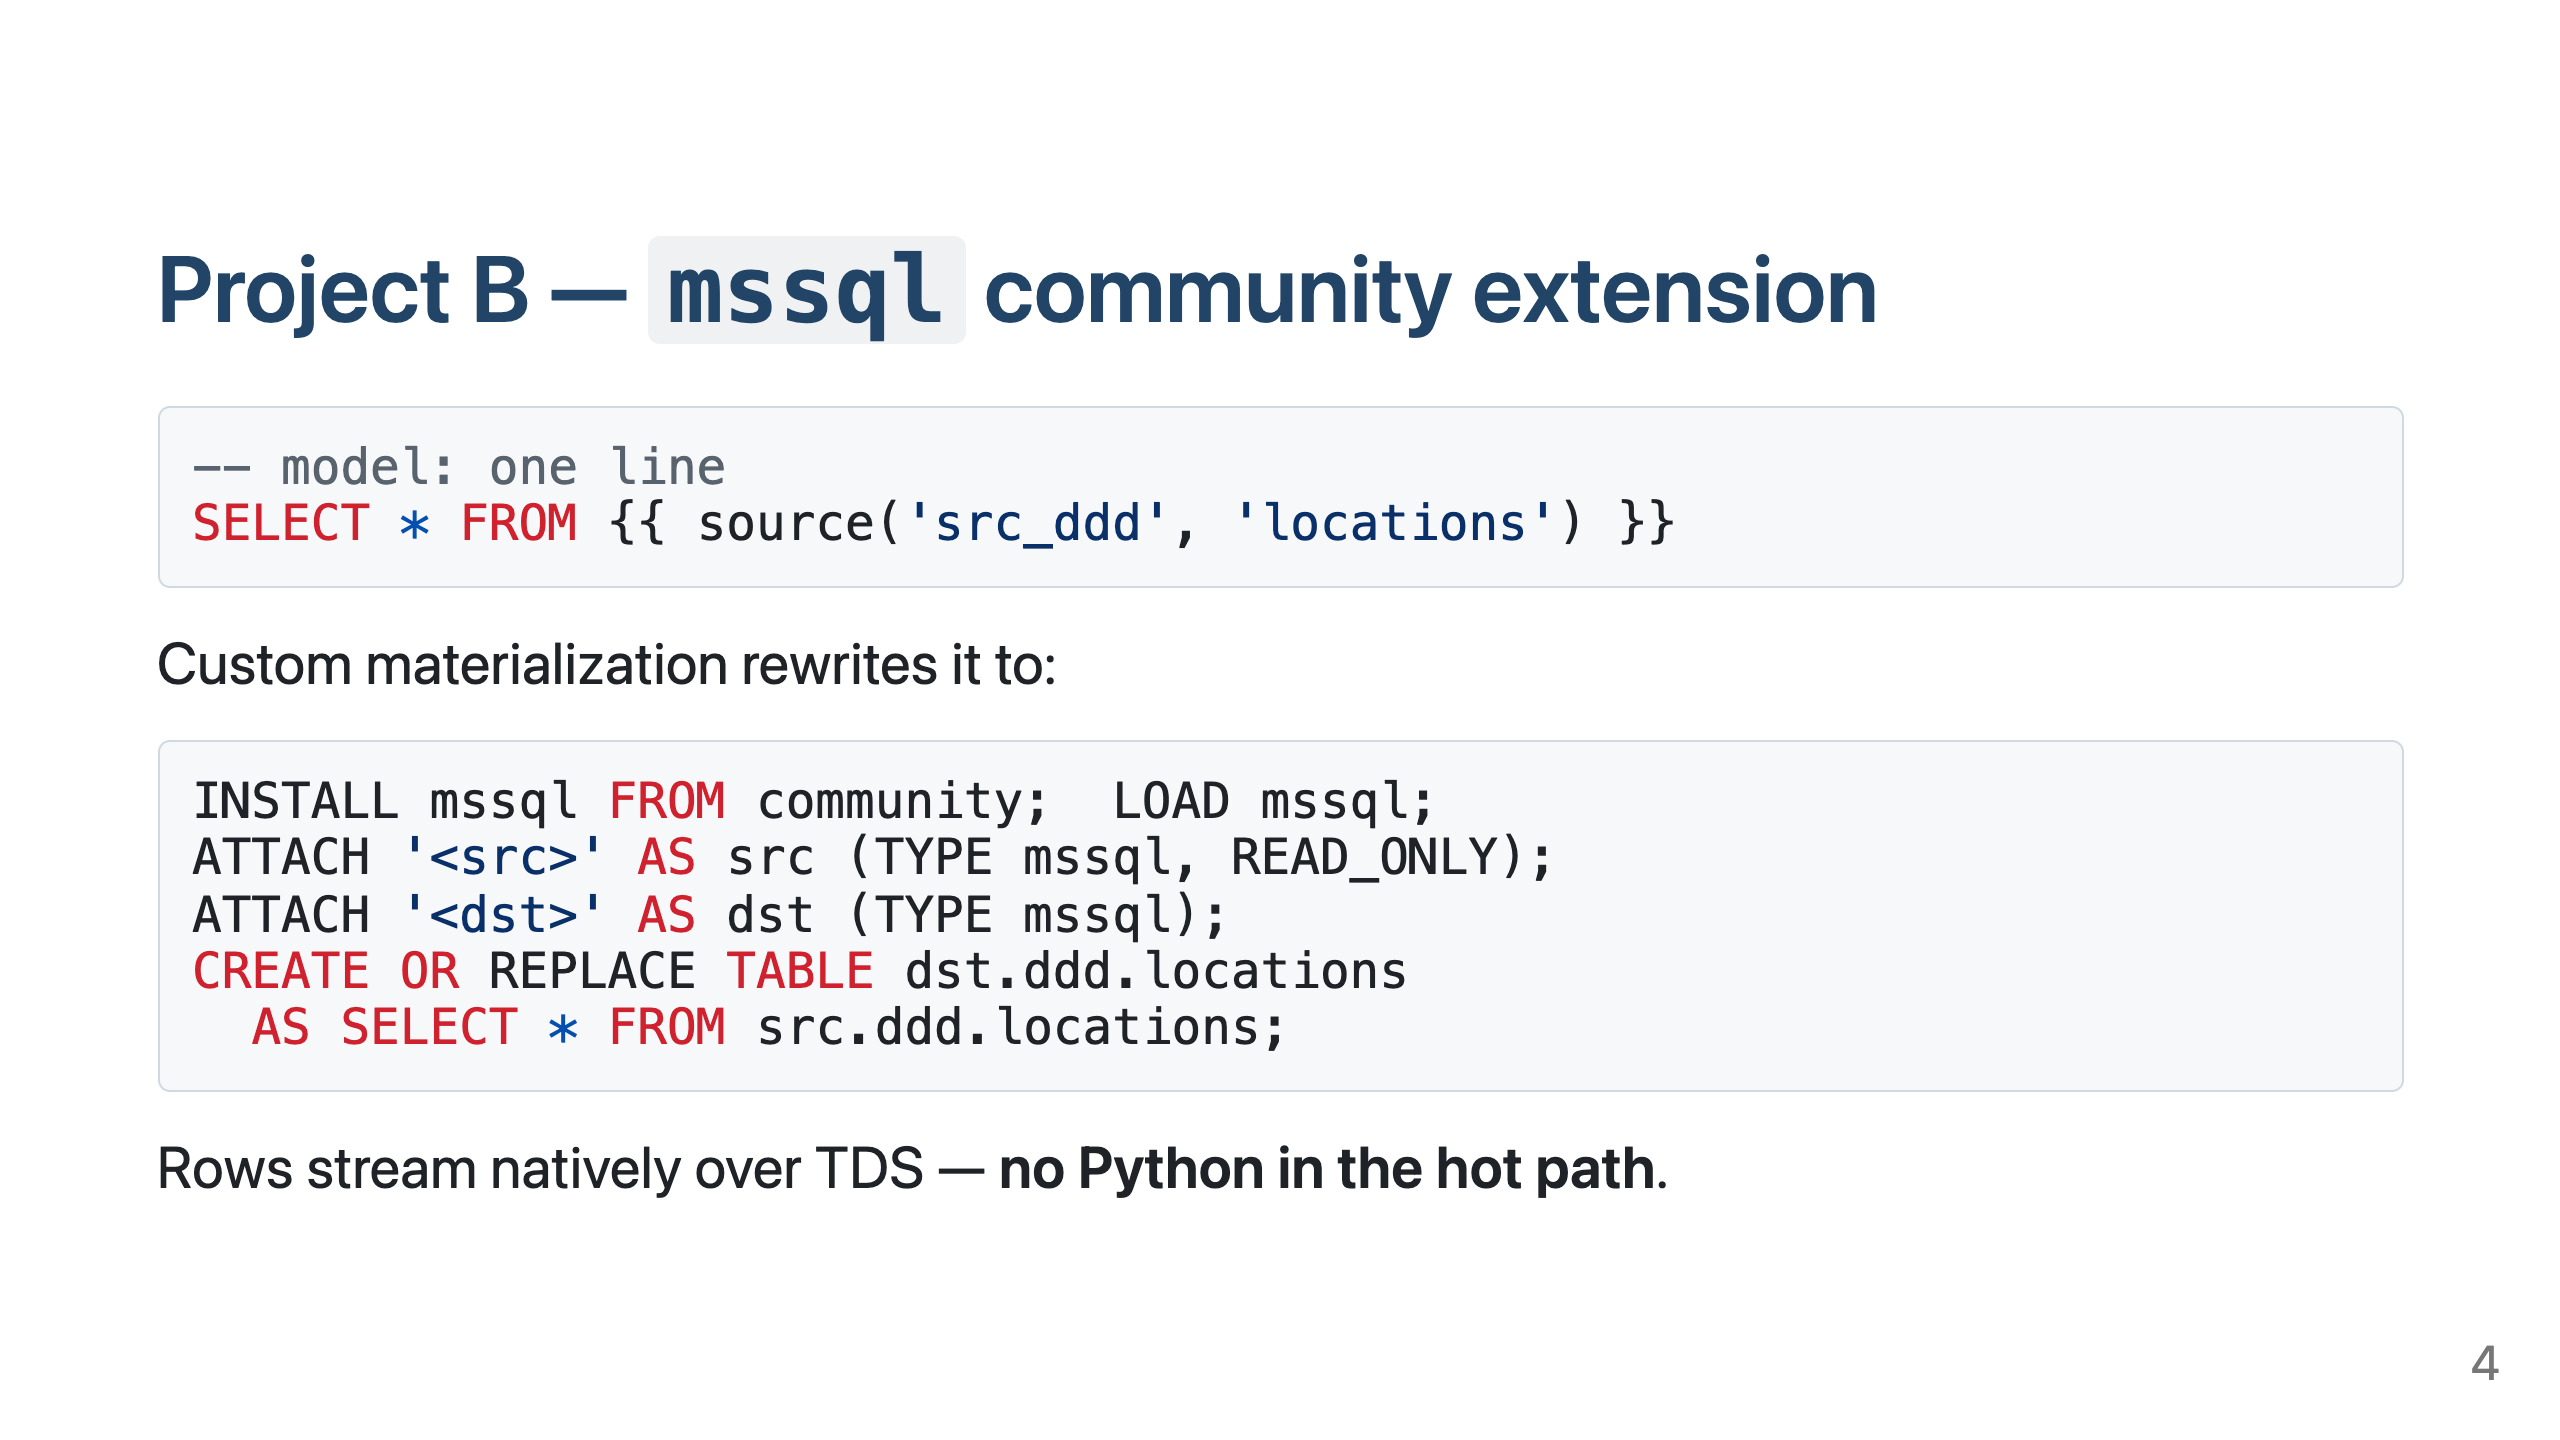 Project B — mssql community extension
-- model: one line
SELECT * FROM {{ source('src_ddd', 'locations') }}
Custom materialization rewrites it to:
INSTALL mssql FROM community;  LOAD mssql;
ATTACH '<src>' AS src (TYPE mssql, READ_ONLY);
ATTACH '<dst>' AS dst (TYPE mssql);
CREATE OR REPLACE TABLE dst.ddd.locations
  AS SELECT * FROM src.ddd.locations;
Rows stream natively over TDS — no Python in the hot path.
4